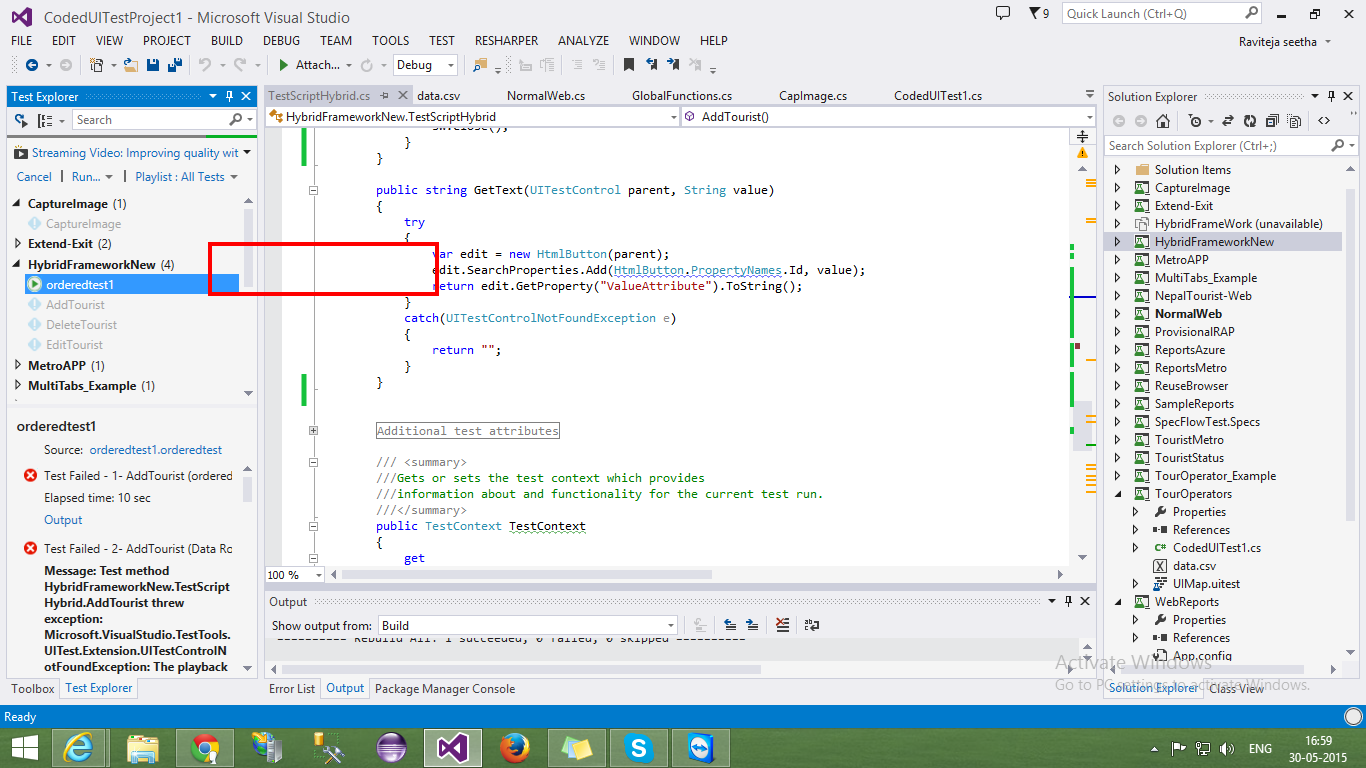 CodedUITestProject1 - Microsoft Visual Studio
9
Quick Launch (Ctrl+Q)
FILE EDIT VIEW PROJECT BUILD DEBUG TEAM TOOLS TEST RESHARPER ANALYZE WINDOW HELP
Raviteja seetha
Attach...
Debug
Test Explorer
Search
Streaming Video: Improving quality wit
Cancel
Run...
Playlist : All Tests
CaptureImage (1)
CaptureImage
Extend-Exit (2)
HybridFrameworkNew (4)
orderedtest1
AddTourist
DeleteTourist
EditTourist
MetroAPP (1)
MultiTabs_Example (1)
orderedtest1
Source: orderedtest1.orderedtest
Test Failed - 1- AddTourist (ordered
Elapsed time: 10 sec
Output
Test Failed - 2- AddTourist (Data Ro
Message: Test method
HybridFrameworkNew.TestScript
Hybrid.AddTourist threw
exception:
Microsoft.VisualStudio.TestTools.
UITest.Extension.UITestControlN
otFoundException: The playback
Toolbox
Test Explorer
TestScriptHybrid.cs
data.csv
NormalWeb.cs
GlobalFunctions.cs
CapImage.cs
CodedUITest1.cs
HybridFrameworkNew.TestScriptHybrid
AddTourist()
sw.Close();
}
}
public string GetText(UITestControl parent, String value)
{
try
{
var edit = new HtmlButton(parent);
edit.SearchProperties.Add(HtmlButton.PropertyNames.Id, value);
return edit.GetProperty("ValueAttribute").ToString();
}
catch(UITestControlNotFoundException e)
{
return "";
}
}
Additional test attributes
/// <summary>
///Gets or sets the test context which provides
///information about and functionality for the current test run.
///</summary>
public TestContext TestContext
{
get
100 %
Output
Show output from: Build
========== Rebuild All: 1 succeeded, 0 failed, 0 skipped ==========
Error List
Output
Package Manager Console
Solution Explorer
Search Solution Explorer (Ctrl+;)
Solution Items
CaptureImage
Extend-Exit
HybridFrameWork (unavailable)
HybridFrameworkNew
MetroAPP
MultiTabs_Example
NepalTourist-Web
NormalWeb
ProvisionalRAP
ReportsAzure
ReportsMetro
ReuseBrowser
SampleReports
SpecFlowTest.Specs
TouristMetro
TouristStatus
TourOperator_Example
TourOperators
Properties
References
CodedUITest1.cs
data.csv
UIMap.uitest
WebReports
Properties
References
App.config
Activate Windows
Go to PC settings to activate Windows.
Solution Explorer
Class View
Ready
ENG
16:59
30-05-2015